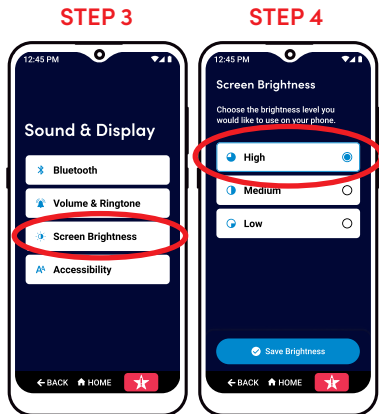 STEP 3
12:45 PM
Sound & Display
Bluetooth
Volume & Ringtone
Screen Brightness
Accessibility
BACK HOME
STEP 4
12:45 PM
Screen Brightness
Choose the brightness level you
would like to use on your phone.
High
Medium
Low
Save Brightness
BACK HOME